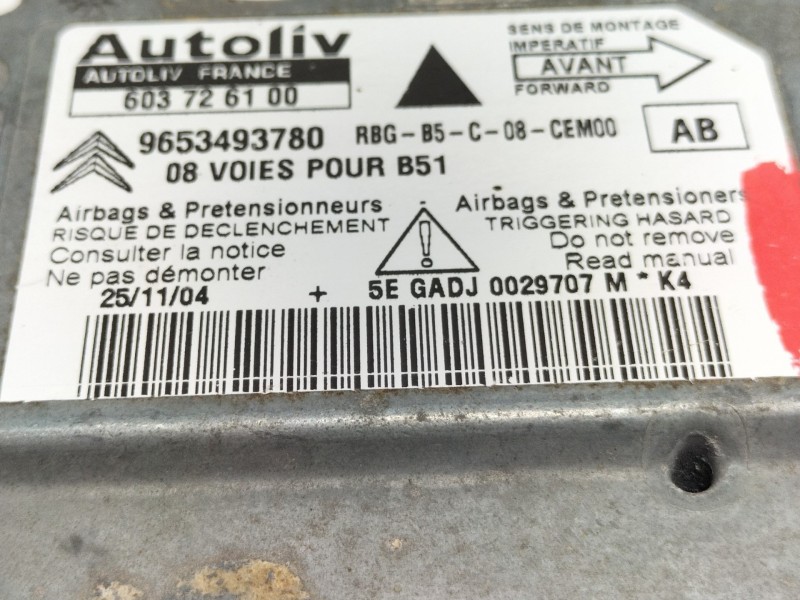 Autoliv
AUTOLIV FRANCE
603 72 61 00
SENS DE MONTAGE
IMPERATIF
AVANT
FORWARD
9653493780 RBG-B5-C-08-CEM00
AB
08 VOIES POUR B51
Airbags & Pretensionneurs
RISQUE DE DECLENCHEMENT
Consulter la notice
Ne pas démonter
!
Airbags & Pretensioners
TRIGGERING HASARD
Do not remove
Read manual
25/11/04 + 5E GADJ 0029707 M * K4